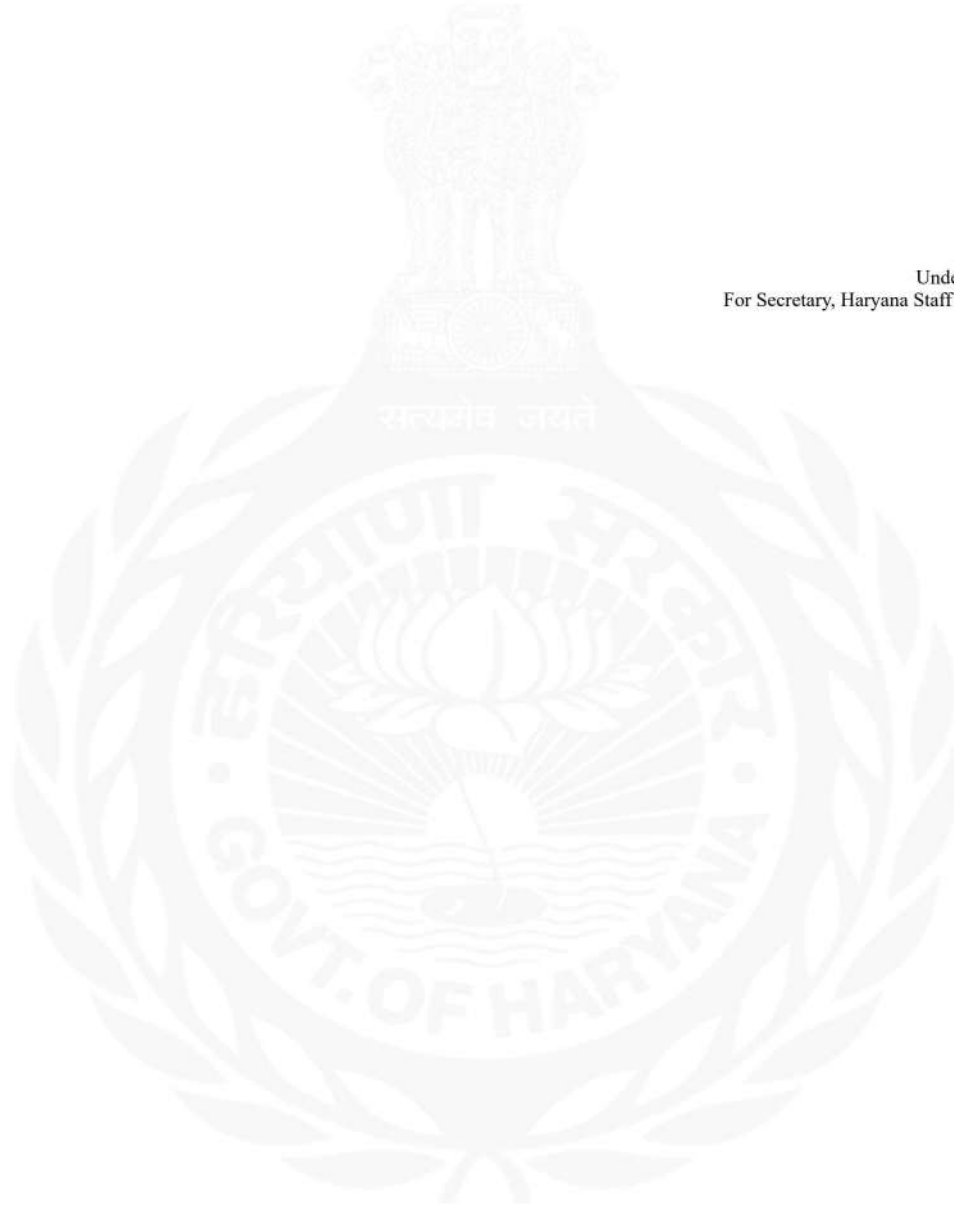 सत्यमेव जयते
हरियाणा सरकार
GOVT. OF HARYANA
Unde
For Secretary, Haryana Staff